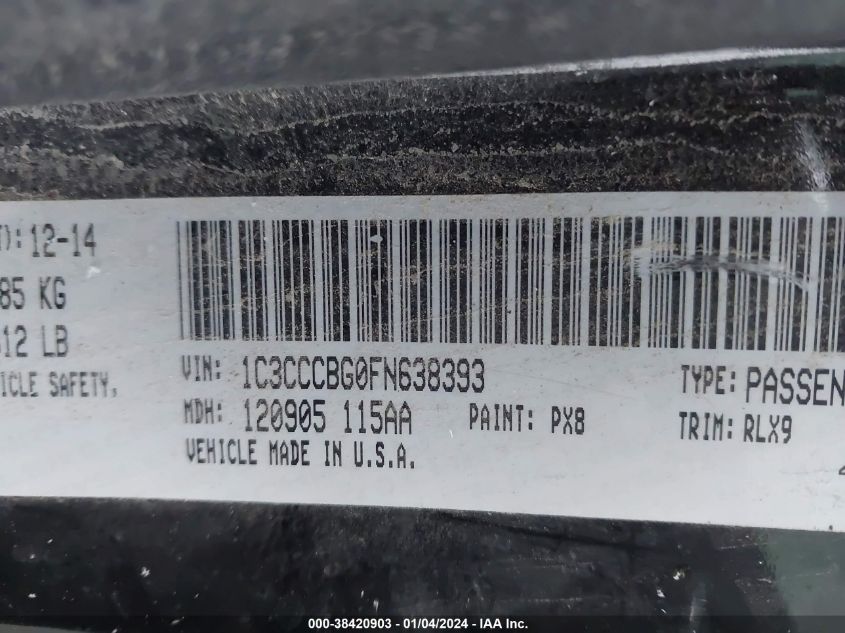 ): 12-14
85 KG
12 LB
ICLE SAFETY,
VIN: 1C3CCCBG0FN638393
MDH: 120905 115AA
PAINT: PX8
VEHICLE MADE IN U.S.A.
TYPE: PASSEN
TRIM: RLX9
000-38420903 - 01/04/2024 - IAA Inc.